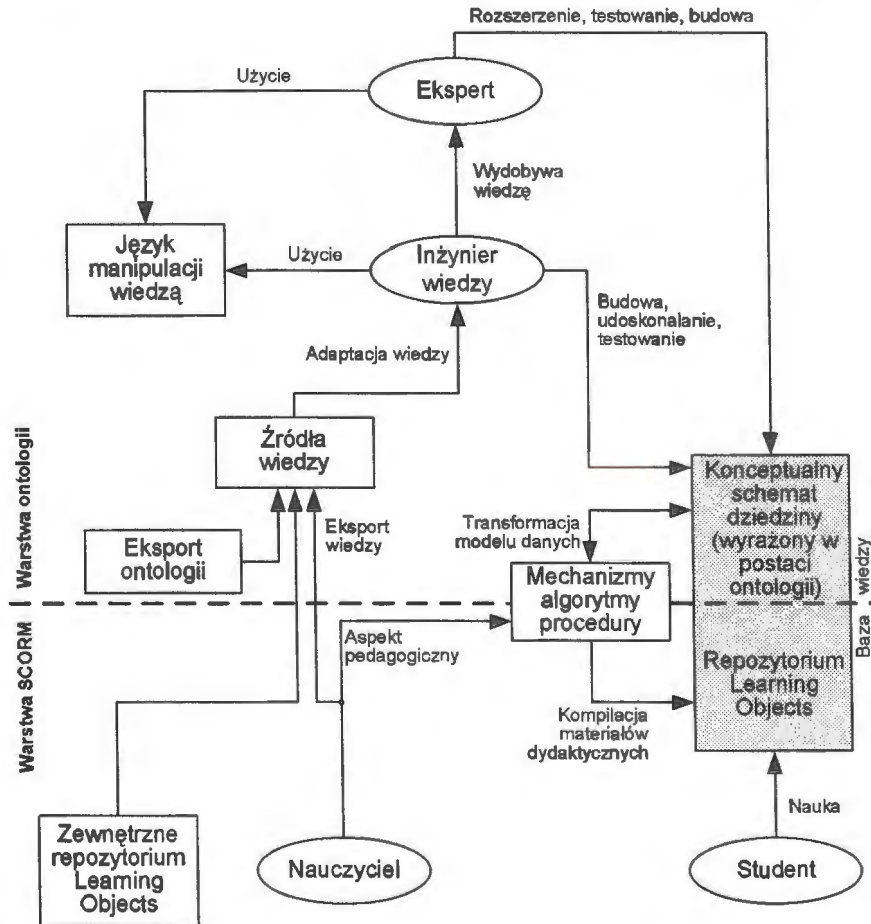 Rozszerzenie, testowanie, budowa
Użycie
Ekspert
Wydobywa
wiedzę
Język
manipulacji
wiedzą
Użycie
Inżynier
wiedzy
Budowa,
udoskonalanie,
testowanie
Adaptacja wiedzy
Źródła
wiedzy
Warstwa ontologii
Eksport
ontologii
Eksport
wiedzy
Transformacja
modelu danych
Konceptualny
schemat
dziedziny
(wyrażony w
postaci
ontologii)
Mechanizmy
algorytmy
procedury
Baza wiedzy
Warstwa SCORM
Aspekt
pedagogiczny
Repozytorium
Learning
Objects
Kompilacja
materiałów
dydaktycznych
Nauka
Zewnętrzne
repozytorium
Learning
Objects
Nauczyciel
Student